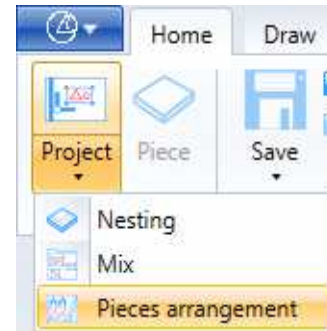 Home Draw
Project Piece Save
Nesting
Mix
Pieces arrangement